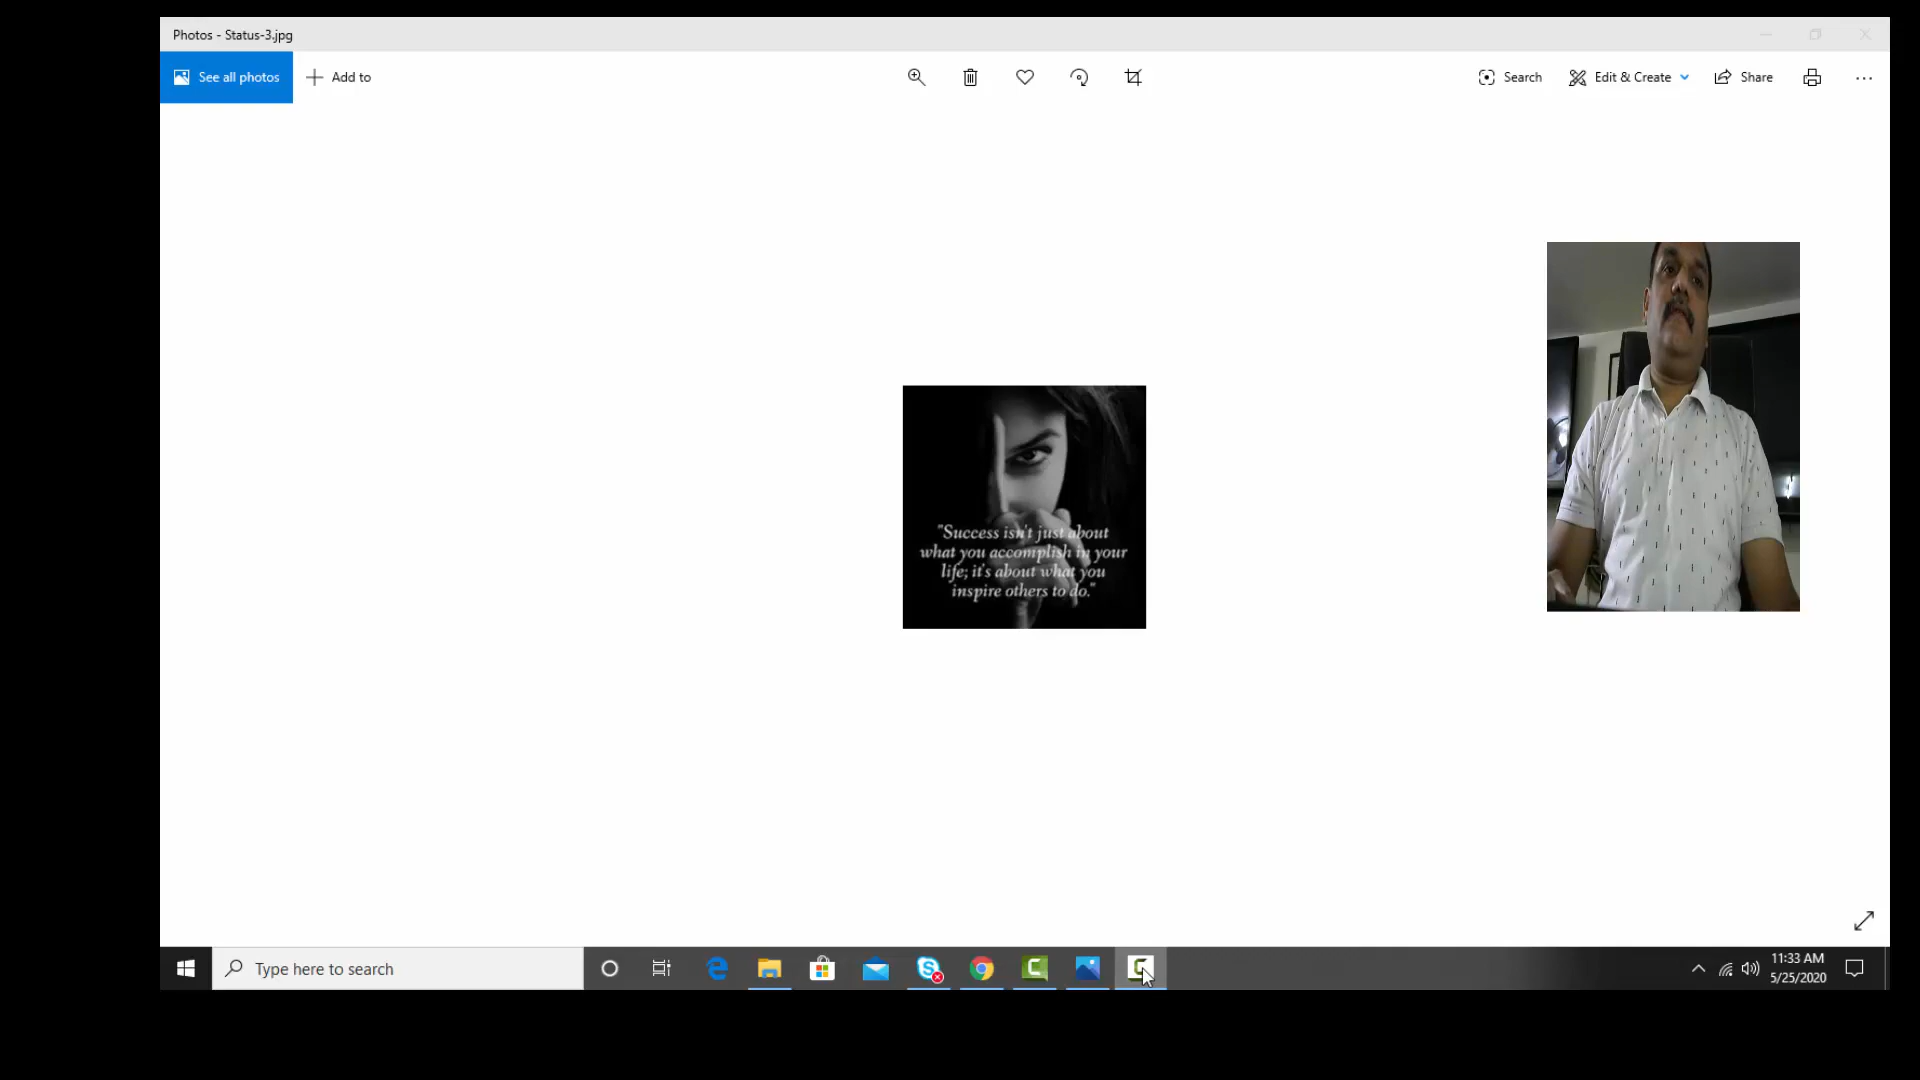 Photos - Status-3.jpg
See all photos
Add to
Search
Edit & Create
Share
"Success isn't just about
what you accomplish in your
life; it's about what you
inspire others to do."
Type here to search
11:33 AM
5/25/2020